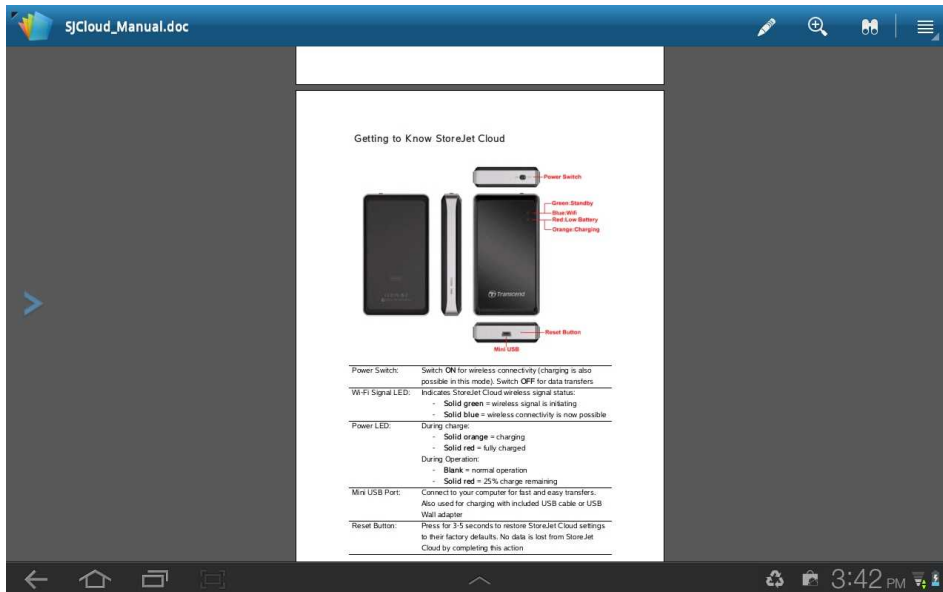 SJCloud_Manual.doc
Getting to Know StoreJet Cloud
Power Switch
Green:Standby
Blue:Wifi
Red:Low Battery
Orange:Charging
Transcend
Reset Button
Mini USB
Power Switch: Switch ON for wireless connectivity (charging is also
possible in this mode). Switch OFF for data transfers
Wi-Fi Signal LED: Indicates StoreJet Cloud wireless signal status:
- Solid green = wireless signal is initiating
- Solid blue = wireless connectivity is now possible
Power LED: During charge:
- Solid orange = charging
- Solid red = fully charged
During Operation:
- Blank = normal operation
- Solid red = 25% charge remaining
Mini USB Port: Connect to your computer for fast and easy transfers.
Also used for charging with included USB cable or USB
Wall adapter
Reset Button: Press for 3-5 seconds to restore StoreJet Cloud settings
to their factory defaults. No data is lost from StoreJet
Cloud by completing this action
3:42 PM